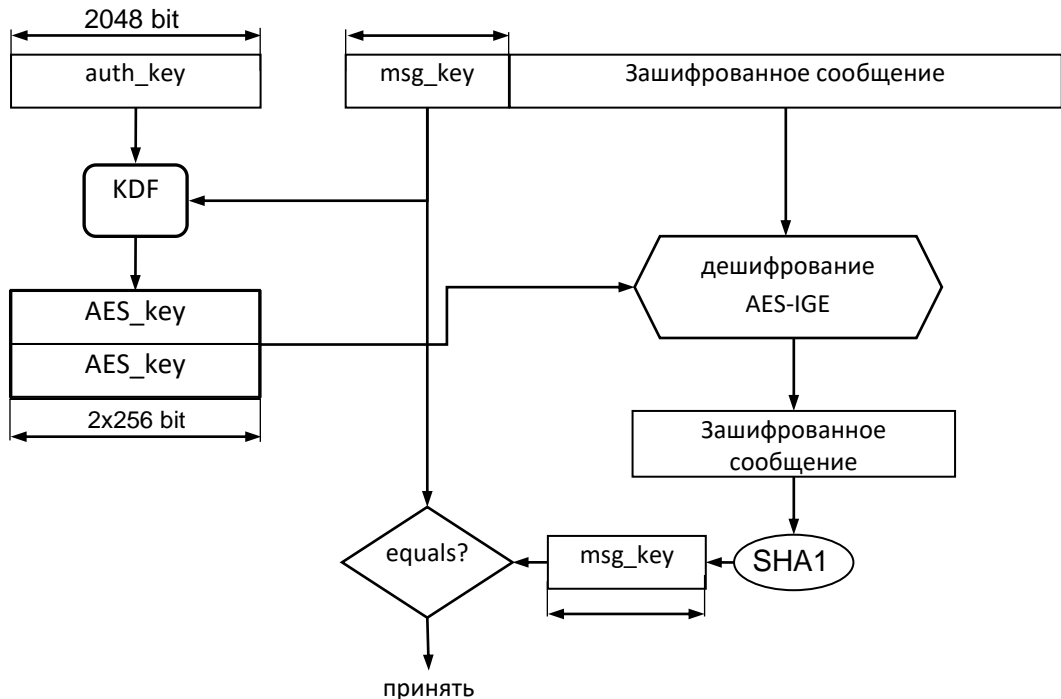 2048 bit
auth_key
msg_key
Зашифрованное сообщение
KDF
дешифрование
AES-IGE
AES_key
AES_key
2x256 bit
Зашифрованное
сообщение
equals?
msg_key
SHA1
принять